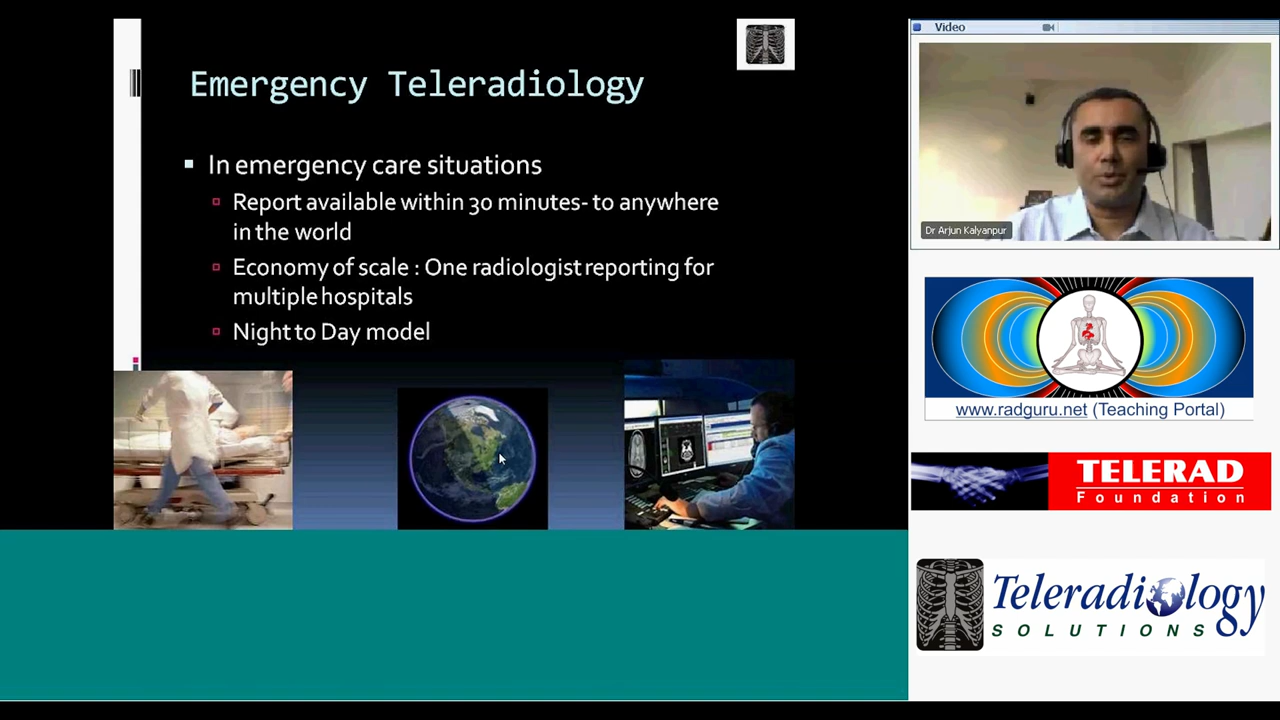 Emergency Teleradiology
In emergency care situations
Report available within 30 minutes- to anywhere
in the world
Economy of scale : One radiologist reporting for
multiple hospitals
Night to Day model
Video
Dr Arjun Kalyanpur
www.radguru.net (Teaching Portal)
TELERAD
Foundation
Teleradiology
SOLUTIONS